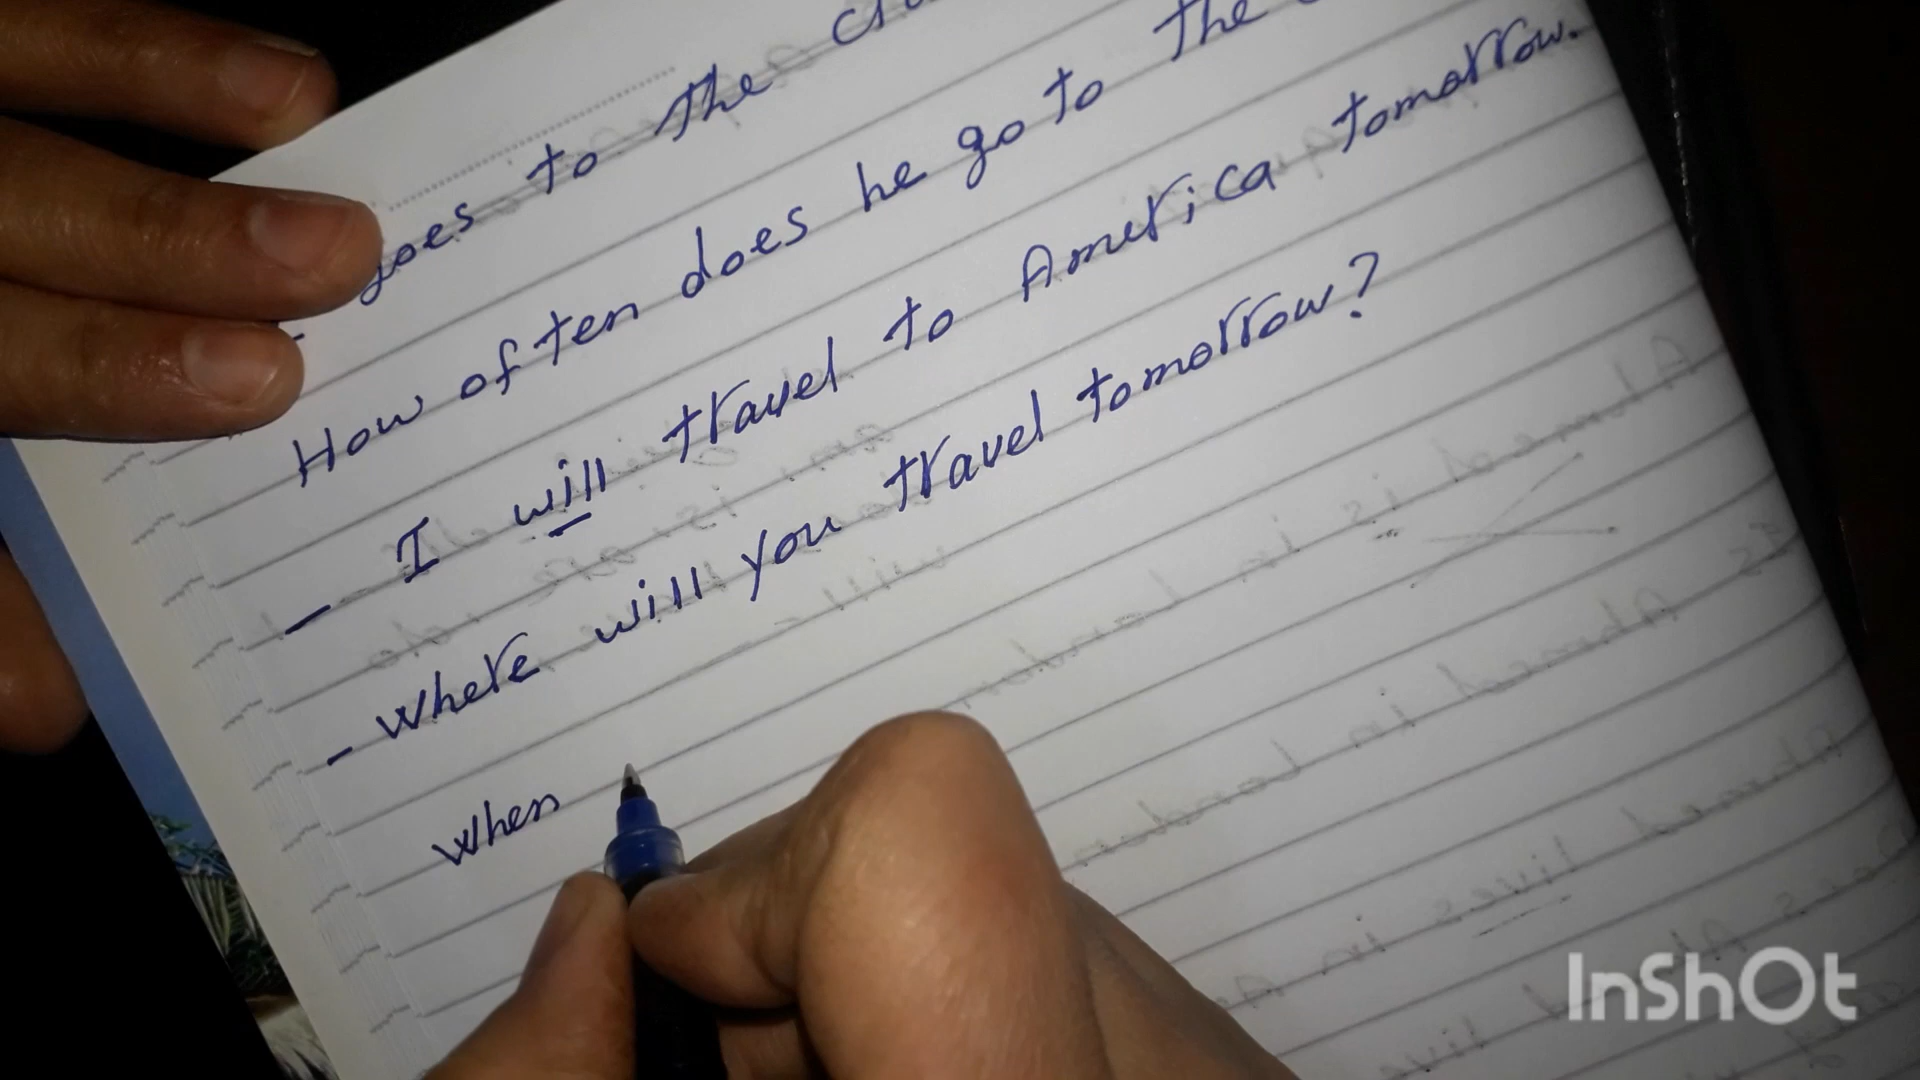 goes to the
How often does he go to the
- I will travel to America tomorrow.
- Where will you travel tomorrow?
When
InShOt